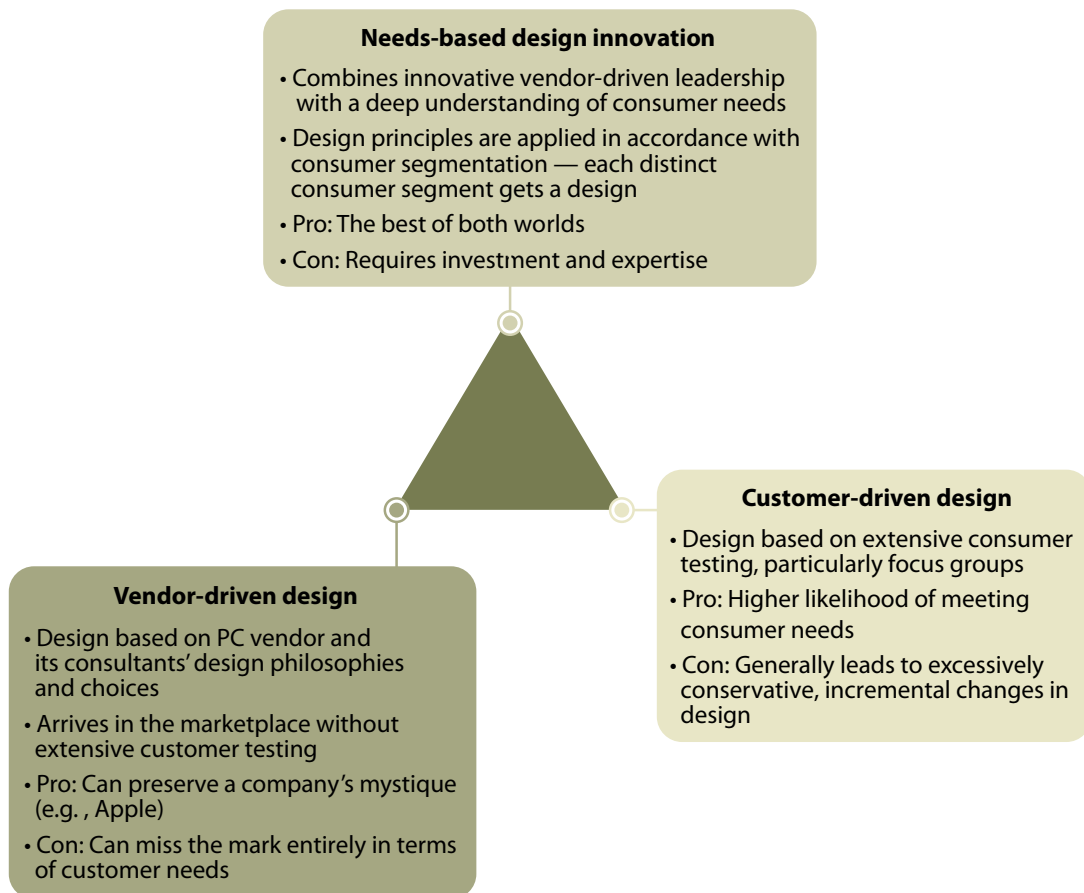 Needs-based design innovation
• Combines innovative vendor-driven leadership
with a deep understanding of consumer needs
• Design principles are applied in accordance with
consumer segmentation — each distinct
consumer segment gets a design
• Pro: The best of both worlds
• Con: Requires investment and expertise
Customer-driven design
• Design based on extensive consumer
testing, particularly focus groups
• Pro: Higher likelihood of meeting
consumer needs
• Con: Generally leads to excessively
conservative, incremental changes in
design
Vendor-driven design
• Design based on PC vendor and
its consultants’ design philosophies
and choices
• Arrives in the marketplace without
extensive customer testing
• Pro: Can preserve a company’s mystique
(e.g. , Apple)
• Con: Can miss the mark entirely in terms
of customer needs